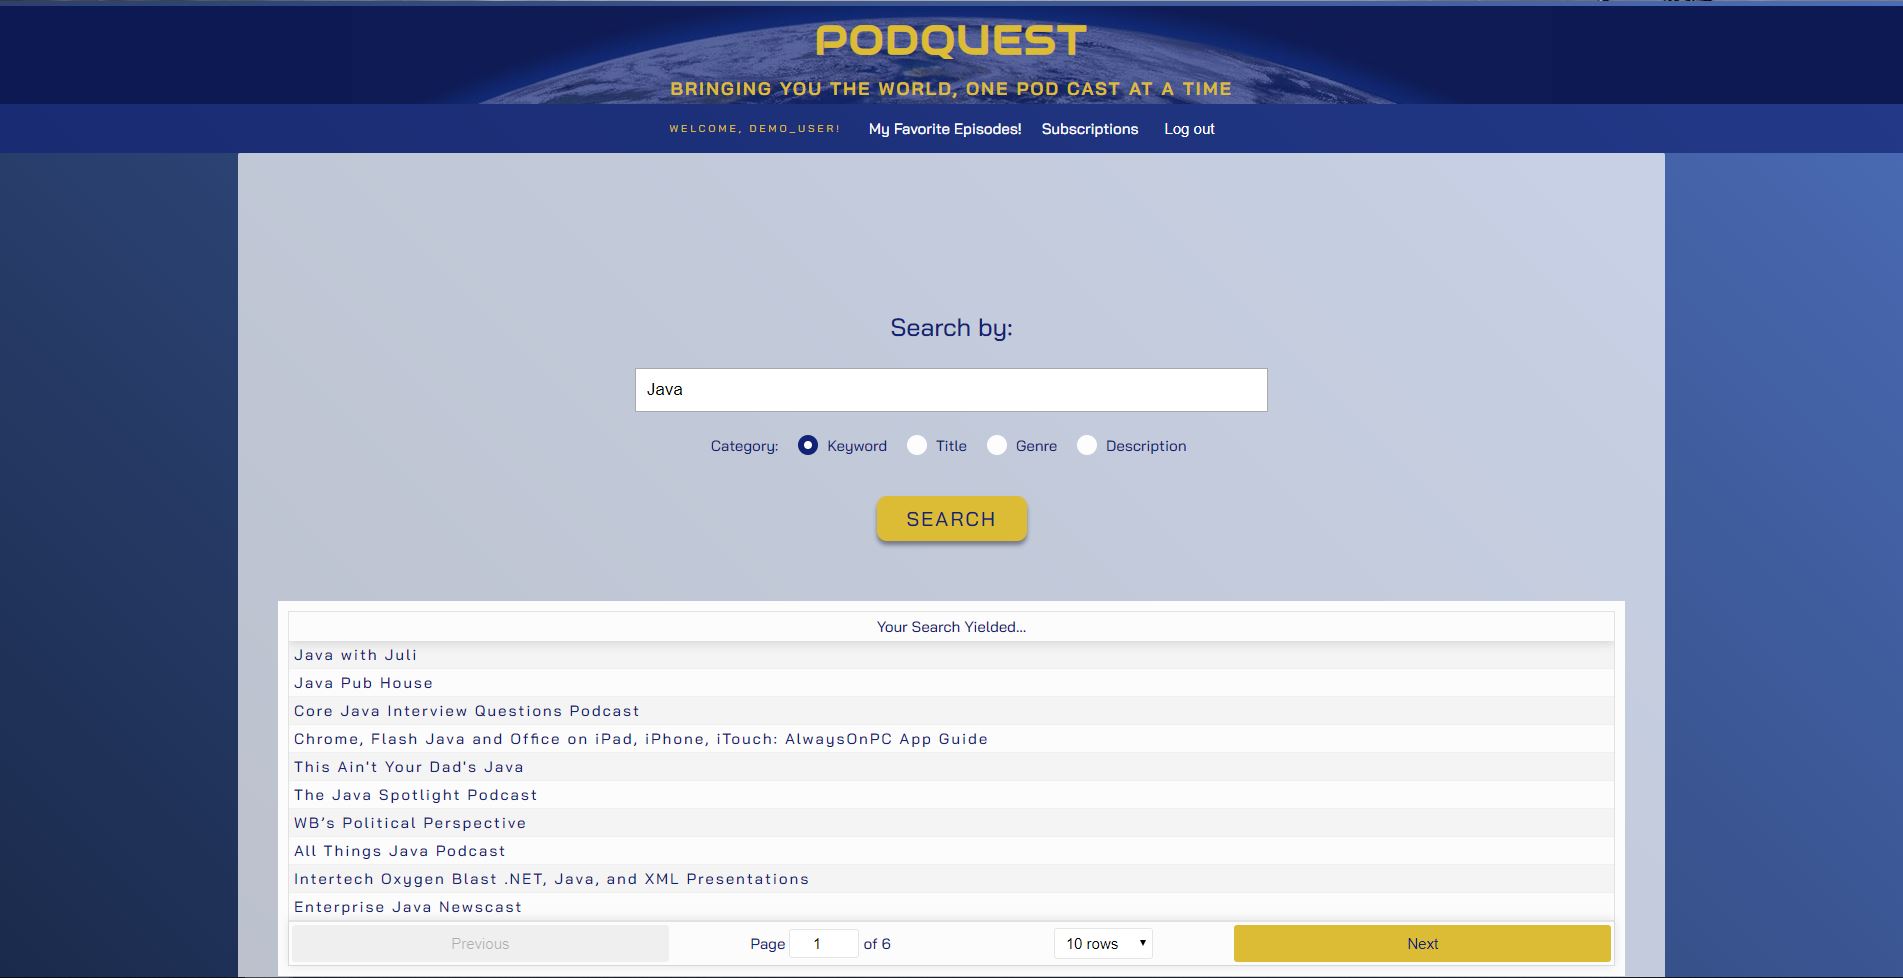 PODQUEST
BRINGING YOU THE WORLD, ONE POD CAST AT A TIME
WELCOME, DEMO_USER! My Favorite Episodes! Subscriptions Log out
Search by:
Java
Category: Keyword Title Genre Description
SEARCH
Your Search Yielded...
Java with Juli
Java Pub House
Core Java Interview Questions Podcast
Chrome, Flash Java and Office on iPad, iPhone, iTouch: AlwaysOnPC App Guide
This Ain't Your Dad's Java
The Java Spotlight Podcast
WB’s Political Perspective
All Things Java Podcast
Intertech Oxygen Blast .NET, Java, and XML Presentations
Enterprise Java Newscast
Previous Page 1 of 6 10 rows Next